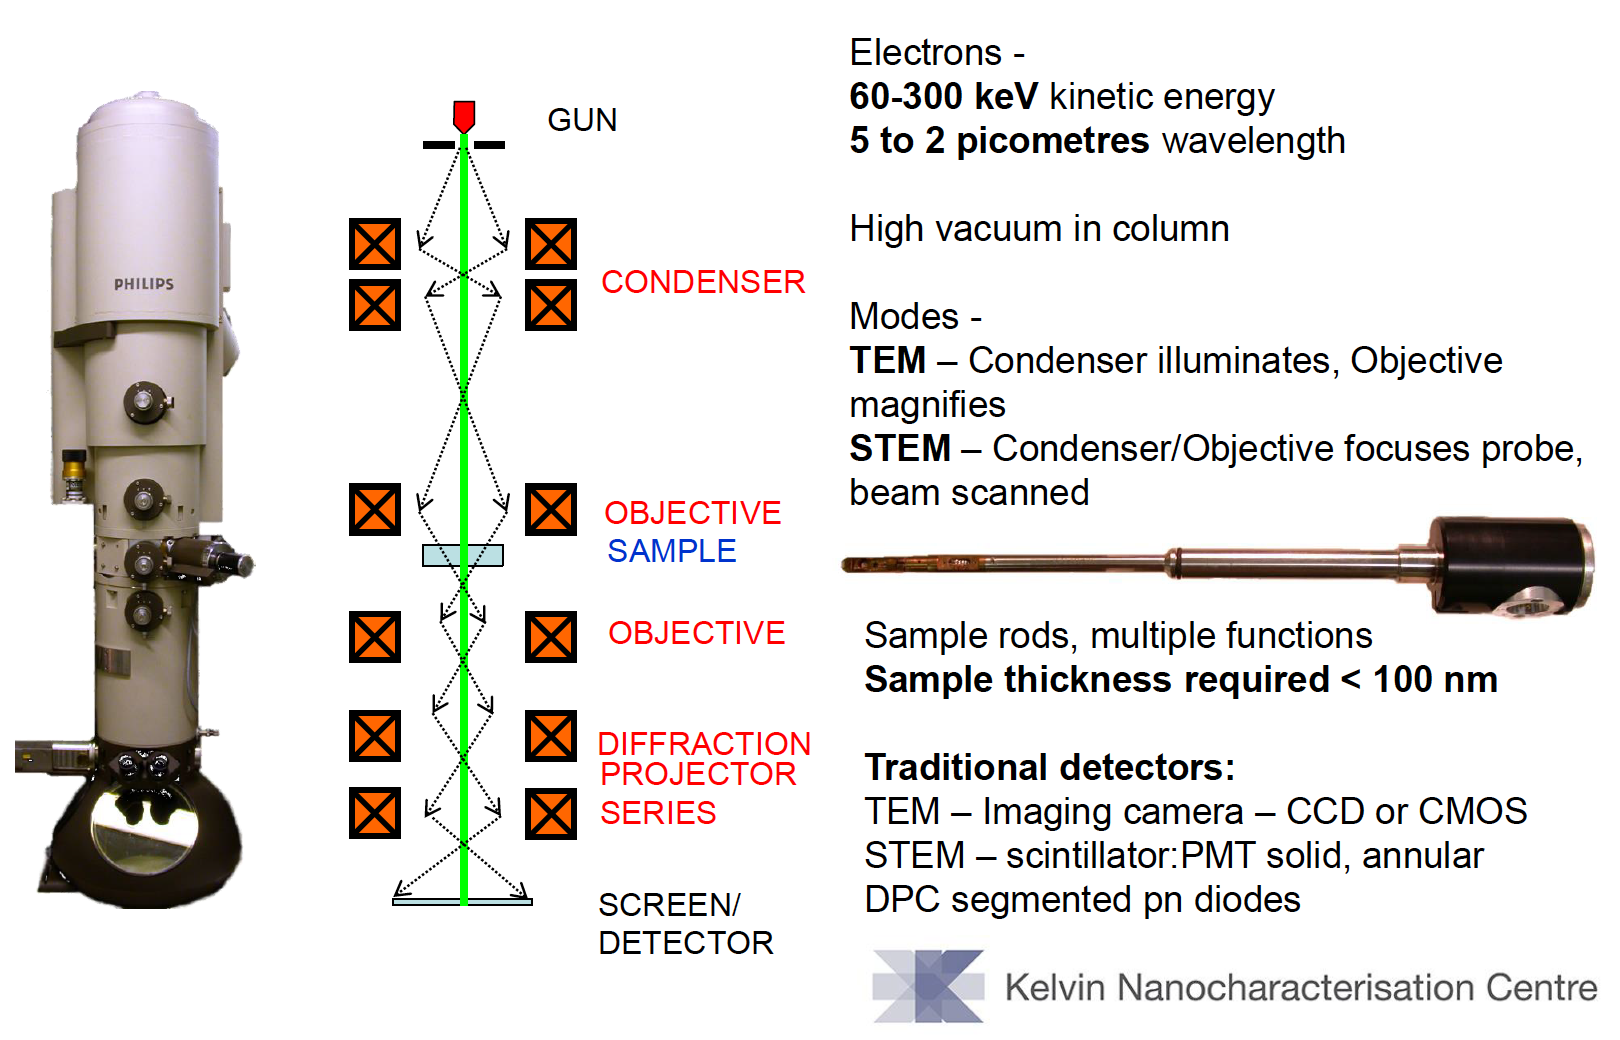 PHILIPS
GUN
CONDENSER
OBJECTIVE
SAMPLE
OBJECTIVE
DIFFRACTION
PROJECTOR
SERIES
SCREEN/
DETECTOR
Electrons -
60-300 keV kinetic energy
5 to 2 picometres wavelength
High vacuum in column
Modes -
TEM – Condenser illuminates, Objective
magnifies
STEM – Condenser/Objective focuses probe,
beam scanned
Sample rods, multiple functions
Sample thickness required < 100 nm
Traditional detectors:
TEM – Imaging camera – CCD or CMOS
STEM – scintillator:PMT solid, annular
DPC segmented pn diodes
Kelvin Nanocharacterisation Centre